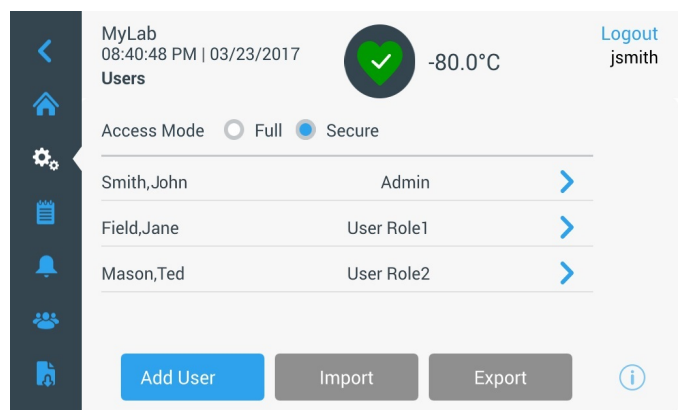 MyLab
08:40:48 PM | 03/23/2017
Users
-80.0°C
Logout
jsmith
Access Mode Full Secure
Smith,John Admin
Field,Jane User Role1
Mason,Ted User Role2
Add User Import Export
i